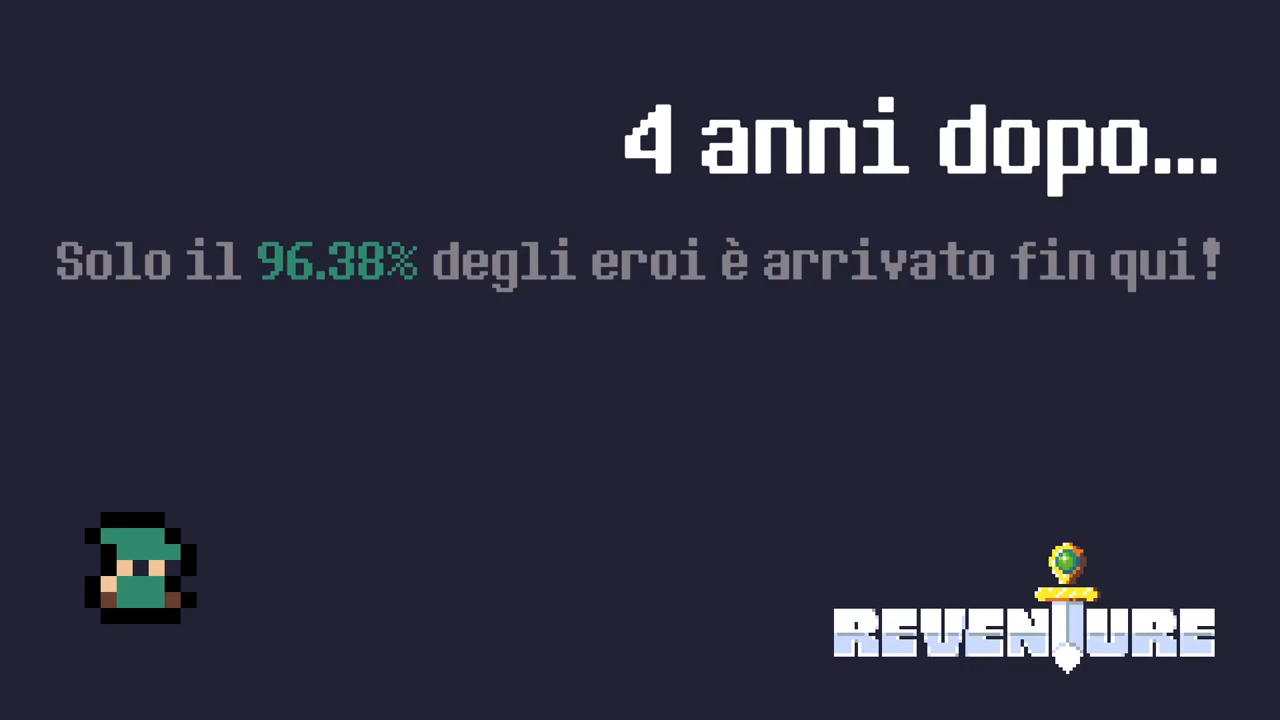 4 anni dopo...
Solo il 96.38% degli eroi è arrivato fin qui!
REVENTURE